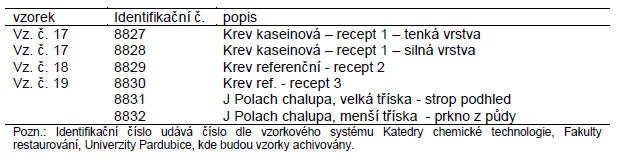 vzorek Identifikační č. popis
Vz. č. 17 8827 Krev kaseinová – recept 1 – tenká vrstva
Vz. č. 17 8828 Krev kaseinová – recept 1 – silná vrstva
Vz. č. 18 8829 Krev referenční - recept 2
Vz. č. 19 8830 Krev ref. - recept 3
8831 J Polach chalupa, velká tříska - strop podhled
8832 J Polach chalupa, menší tříska - prkno z půdy
Pozn.: Identifikační číslo udává číslo dle vzorkového systému Katedry chemické technologie, Fakulty
restaurování, Univerzity Pardubice, kde budou vzorky achivovány.